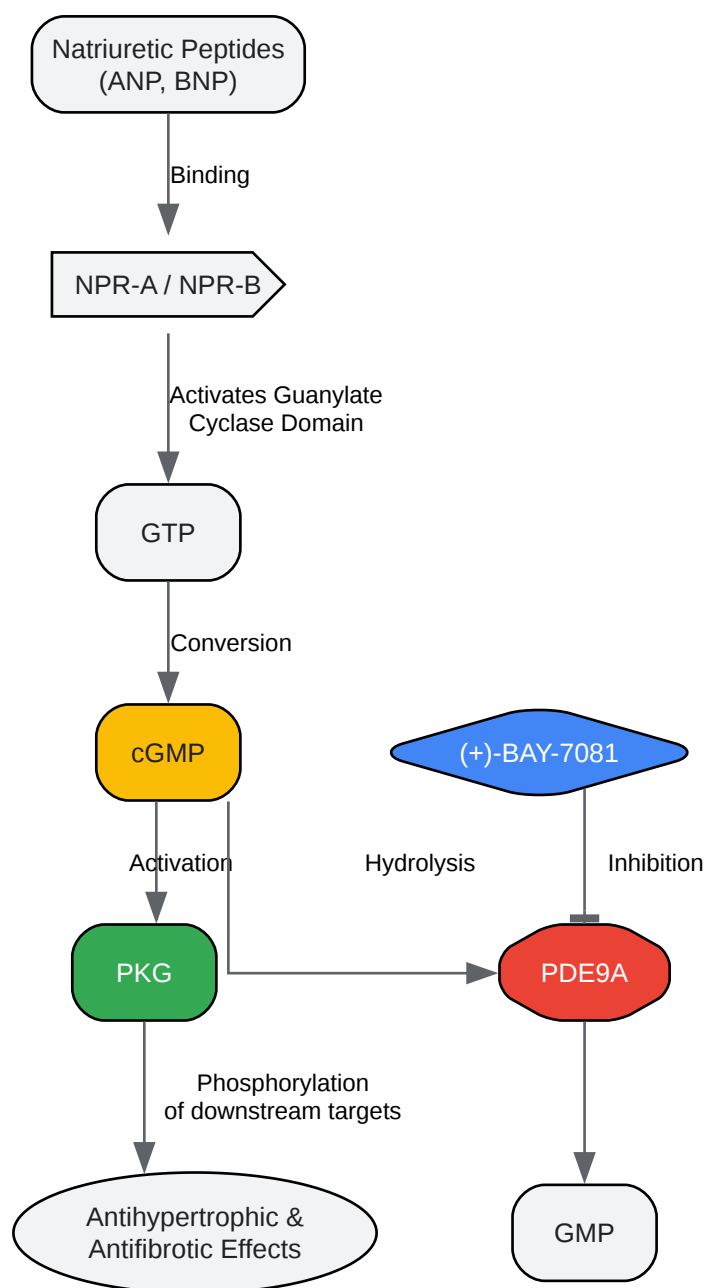 Natriuretic Peptides
(ANP, BNP)
Binding
NPR-A / NPR-B
Activates Guanylate
Cyclase Domain
GTP
Conversion
cGMP
(+)-BAY-7081
Activation
Hydrolysis
Inhibition
PKG
PDE9A
Phosphorylation
of downstream targets
Antihypertrophic &
Antifibrotic Effects
GMP